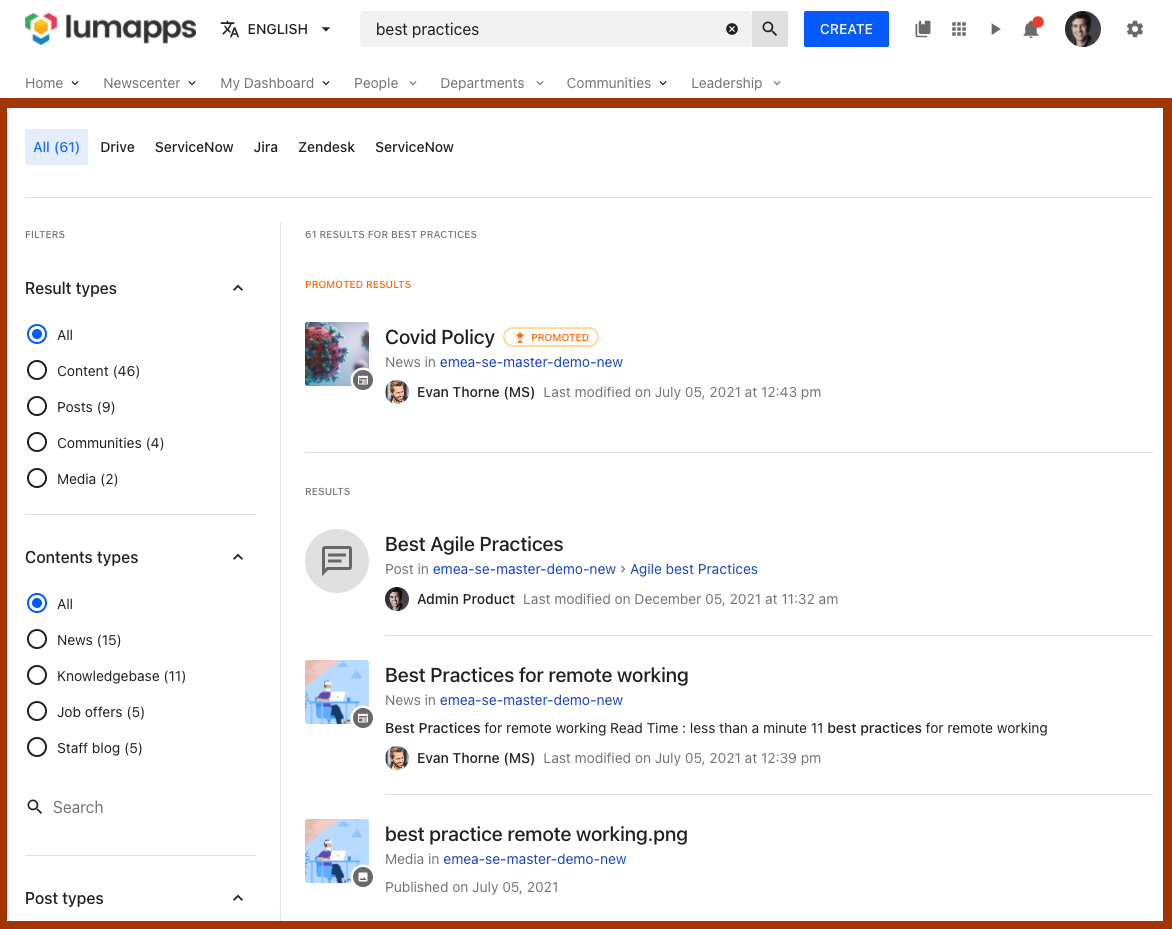 lumapps
ENGLISH
best practices
CREATE
Home
Newscenter
My Dashboard
People
Departments
Communities
Leadership
All (61)
Drive
ServiceNow
Jira
Zendesk
ServiceNow
FILTERS
Result types
All
Content (46)
Posts (9)
Communities (4)
Media (2)
Contents types
All
News (15)
Knowledgebase (11)
Job offers (5)
Staff blog (5)
Search
Post types
61 RESULTS FOR BEST PRACTICES
PROMOTED RESULTS
Covid Policy PROMOTED
News in emea-se-master-demo-new
Evan Thorne (MS) Last modified on July 05, 2021 at 12:43 pm
RESULTS
Best Agile Practices
Post in emea-se-master-demo-new › Agile best Practices
Admin Product Last modified on December 05, 2021 at 11:32 am
Best Practices for remote working
News in emea-se-master-demo-new
Best Practices for remote working Read Time : less than a minute 11 best practices for remote working
Evan Thorne (MS) Last modified on July 05, 2021 at 12:39 pm
best practice remote working.png
Media in emea-se-master-demo-new
Published on July 05, 2021